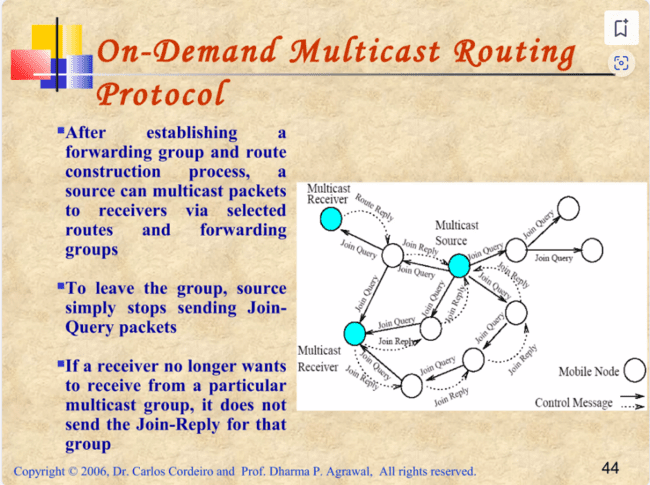 On-Demand Multicast Routing
Protocol
After establishing a
forwarding group and route
construction process, a
source can multicast packets
to receivers via selected
routes and forwarding
groups
To leave the group, source
simply stops sending Join-
Query packets
If a receiver no longer wants
to receive from a particular
multicast group, it does not
send the Join-Reply for that
group
Multicast
Receiver
Route Reply
Join Query
Join Reply
Join Query
Multicast
Source
Join Query
Join Query
Join Query
Join Reply
Join Query
Join Query
Join Query
Join Reply
Join Query
Join Reply
Join Query
Join Reply
Multicast
Receiver
Join Query
Join Reply
Join Query
Join Reply
Mobile Node
Control Message
Copyright © 2006, Dr. Carlos Cordeiro and Prof. Dharma P. Agrawal, All rights reserved.
44